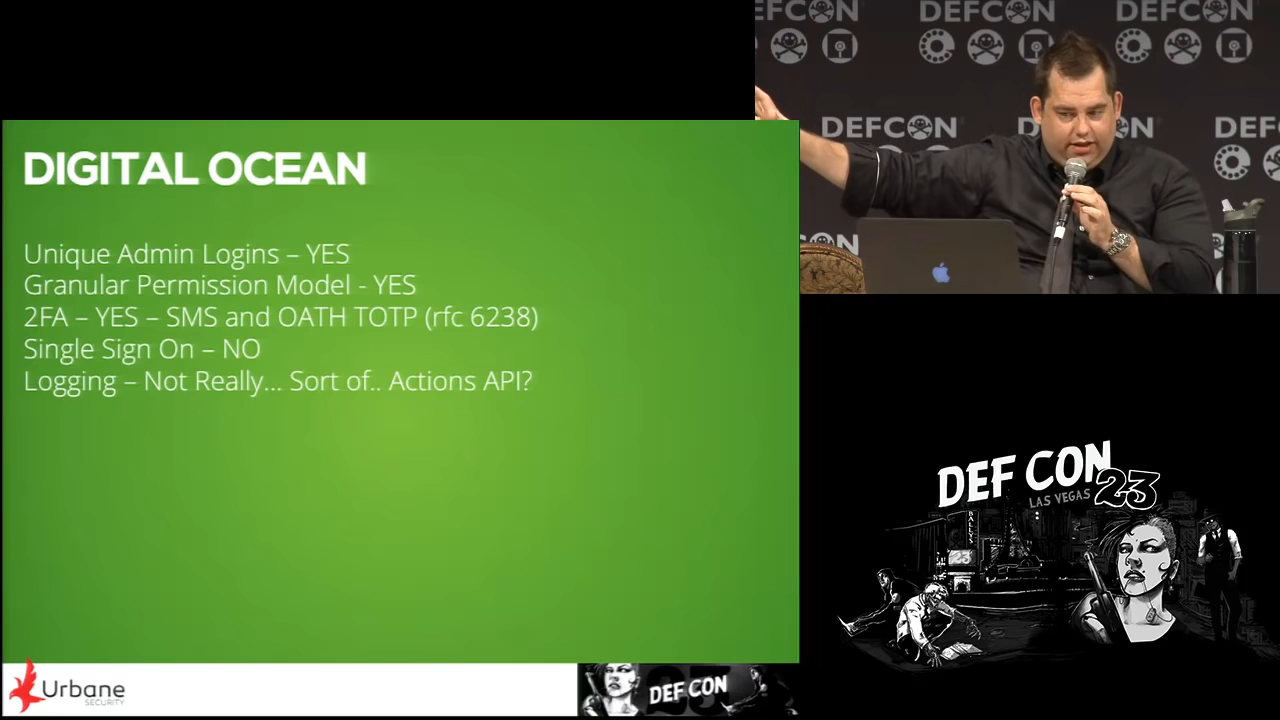 DEFCON
DEFCON
DEFCON
DEFCON
DEFCON
DEFCON
DIGITAL OCEAN
Unique Admin Logins – YES
Granular Permission Model - YES
2FA – YES – SMS and OATH TOTP (rfc 6238)
Single Sign On – NO
Logging – Not Really... Sort of.. Actions API?
DEF CON 23
LAS VEGAS
BALLYS
23
Urbane
SECURITY
DEF CON